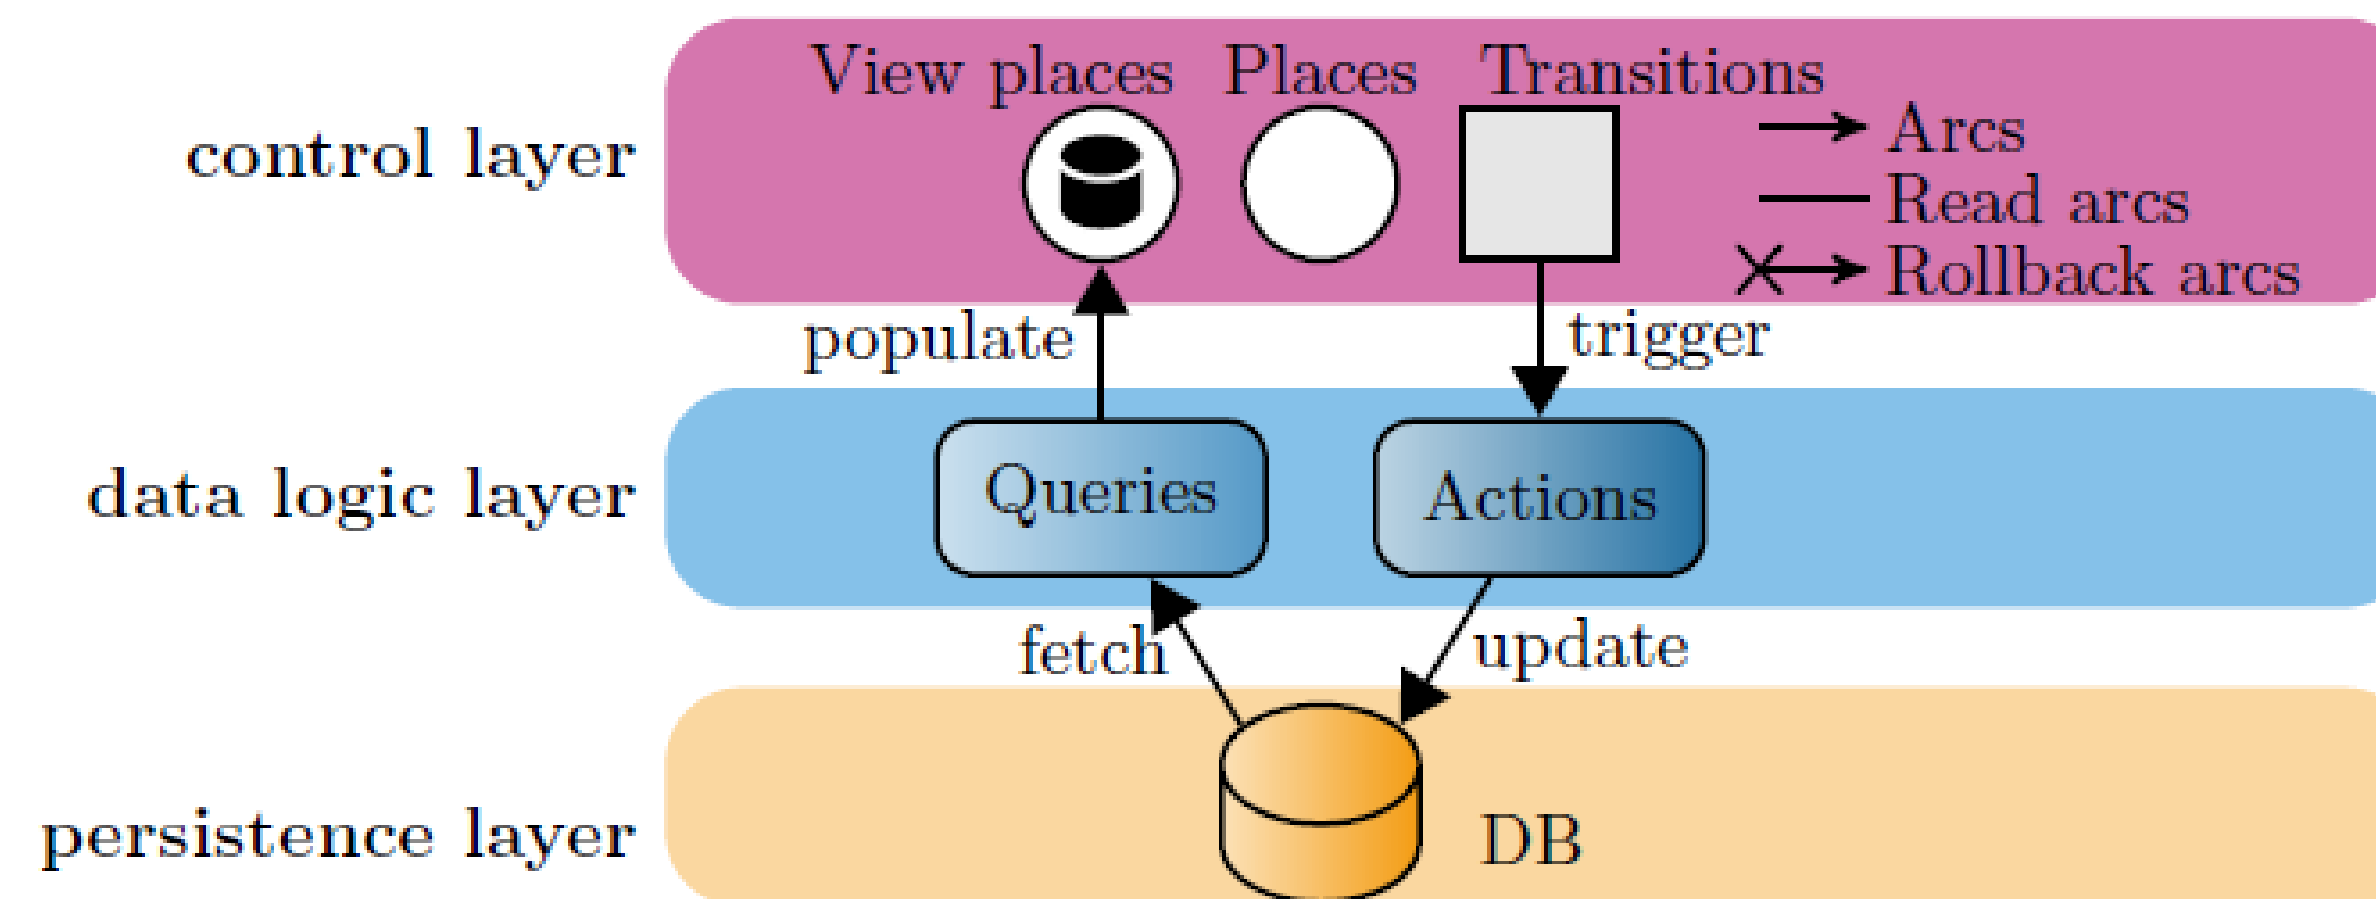 View places Places Transitions
control layer
Arcs
Read arcs
Rollback arcs
populate trigger
data logic layer Queries Actions
fetch update
persistence layer DB